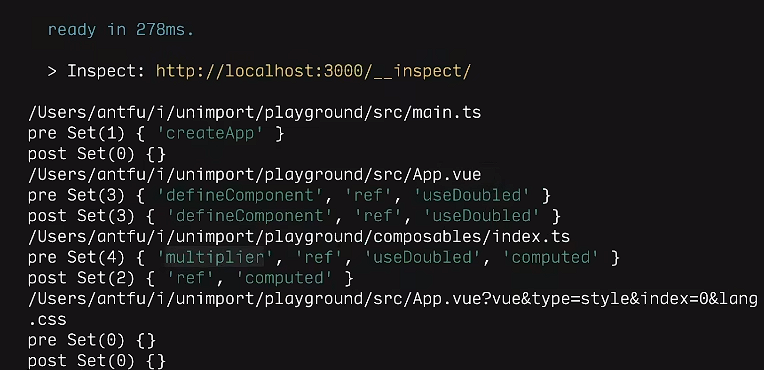 ready in 278ms.
> Inspect: http://localhost:3000/__inspect/
/Users/antfu/i/unimport/playground/src/main.ts
pre Set(1) { 'createApp' }
post Set(0) {}
/Users/antfu/i/unimport/playground/src/App.vue
pre Set(3) { 'defineComponent', 'ref', 'useDoubled' }
post Set(3) { 'defineComponent', 'ref', 'useDoubled' }
/Users/antfu/i/unimport/playground/composables/index.ts
pre Set(4) { 'multiplier', 'ref', 'useDoubled', 'computed' }
post Set(2) { 'ref', 'computed' }
/Users/antfu/i/unimport/playground/src/App.vue?vue&type=style&index=0&lang
.css
pre Set(0) {}
post Set(0) {}